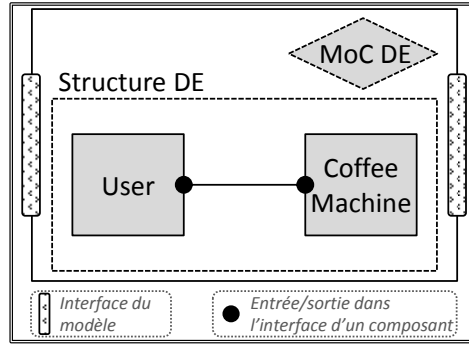 MoC DE
Structure DE
User
Coffee
Machine
Interface du
modèle
Entrée/sortie dans
l'interface d'un composant